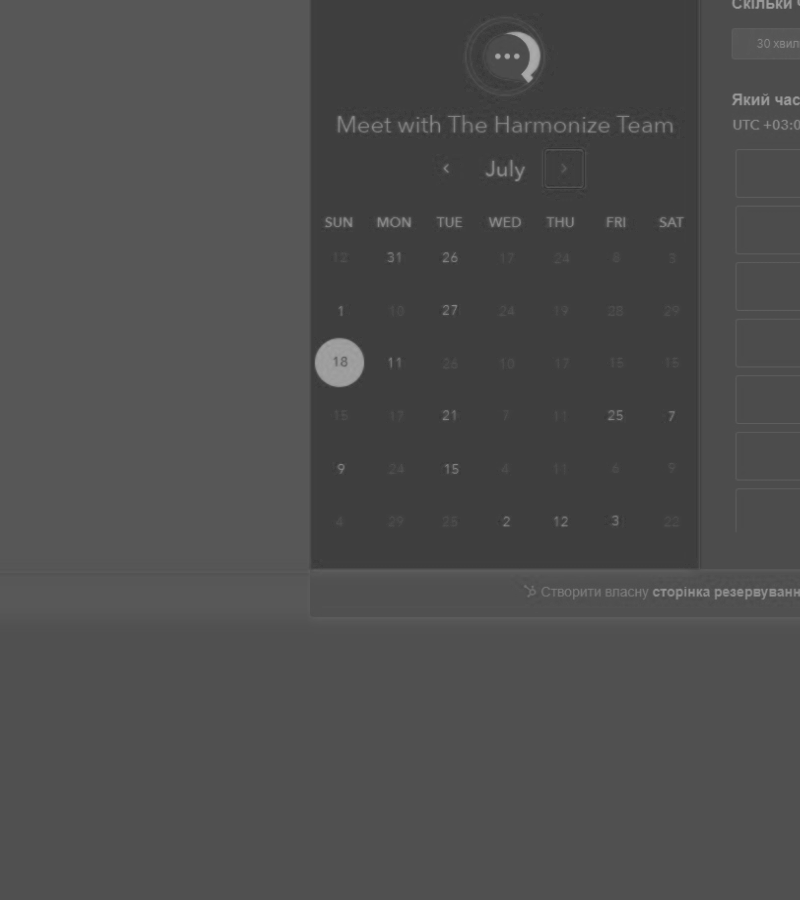 Скільки ч
30 хвил
Meet with The Harmonize Team
Який час
UTC +03:0
July
SUN MON TUE WED THU FRI SAT
12 31 26 17 24 8 3
1 10 27 24 19 28 29
18 11 26 10 17 15 15
15 17 21 7 11 25 7
9 24 15 4 11 6 9
4 29 25 2 12 3 22
Створити власну сторінка резервуванн